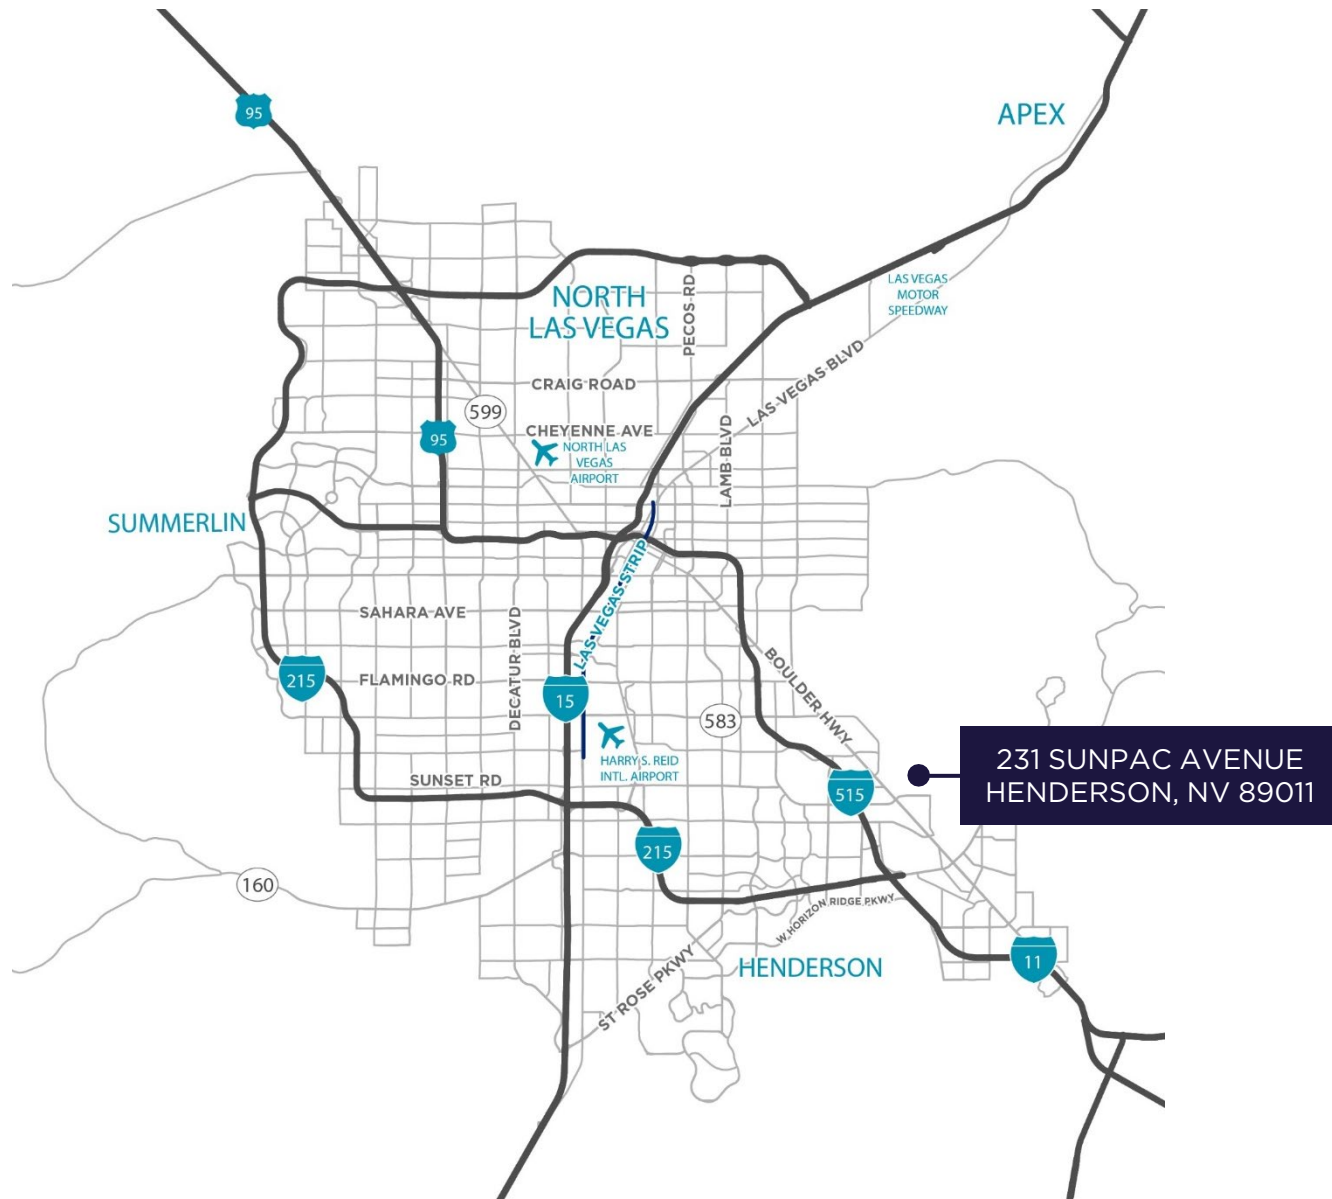 95
APEX
LAS VEGAS
MOTOR
SPEEDWAY
NORTH
LAS VEGAS
PECOS RD
CRAIG ROAD
LAS VEGAS BLVD
599
CHEYENNE AVE
95
NORTH LAS
VEGAS
AIRPORT
LAMB BLVD
SUMMERLIN
LAS VEGAS STRIP
SAHARA AVE
DECATUR BLVD
FLAMINGO RD
215
15
BOULDER HWY
583
HARRY S. REID
INTL. AIRPORT
SUNSET RD
515
231 SUNPAC AVENUE
HENDERSON, NV 89011
215
160
W HORIZON RIDGE PKWY
ST ROSE PKWY
HENDERSON
11